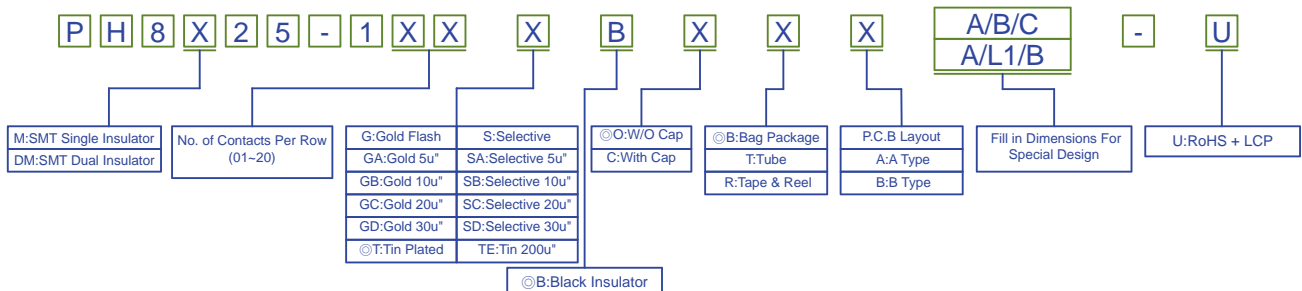 P H 8 X 2 5 - 1 X X X B X X X A/B/C - U
A/L1/B
M:SMT Single Insulator
DM:SMT Dual Insulator
No. of Contacts Per Row
(01~20)
G:Gold Flash S:Selective
GA:Gold 5u" SA:Selective 5u"
GB:Gold 10u" SB:Selective 10u"
GC:Gold 20u" SC:Selective 20u"
GD:Gold 30u" SD:Selective 30u"
◎T:Tin Plated TE:Tin 200u"
◎B:Black Insulator
◎O:W/O Cap
C:With Cap
◎B:Bag Package
T:Tube
R:Tape & Reel
P.C.B Layout
A:A Type
B:B Type
Fill in Dimensions For
Special Design
U:RoHS + LCP